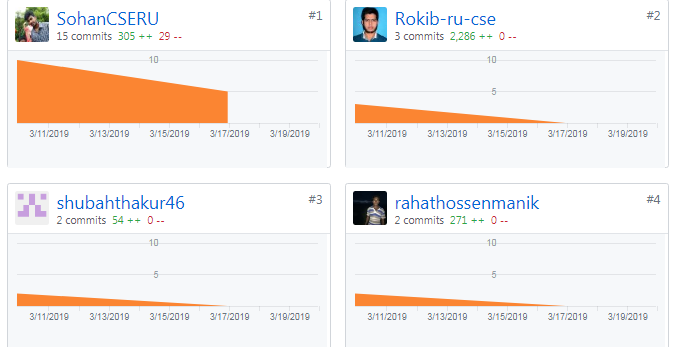 SohanCSERU #1
15 commits 305 ++ 29 --
10
3/11/2019 3/13/2019 3/15/2019 3/17/2019 3/19/2019
Rokib-ru-cse #2
3 commits 2,286 ++ 0 --
10
5
3/11/2019 3/13/2019 3/15/2019 3/17/2019 3/19/2019
shubahthakur46 #3
2 commits 54 ++ 0 --
10
5
3/11/2019 3/13/2019 3/15/2019 3/17/2019 3/19/2019
rahathossenmanik #4
2 commits 271 ++ 0 --
10
5
3/11/2019 3/13/2019 3/15/2019 3/17/2019 3/19/2019